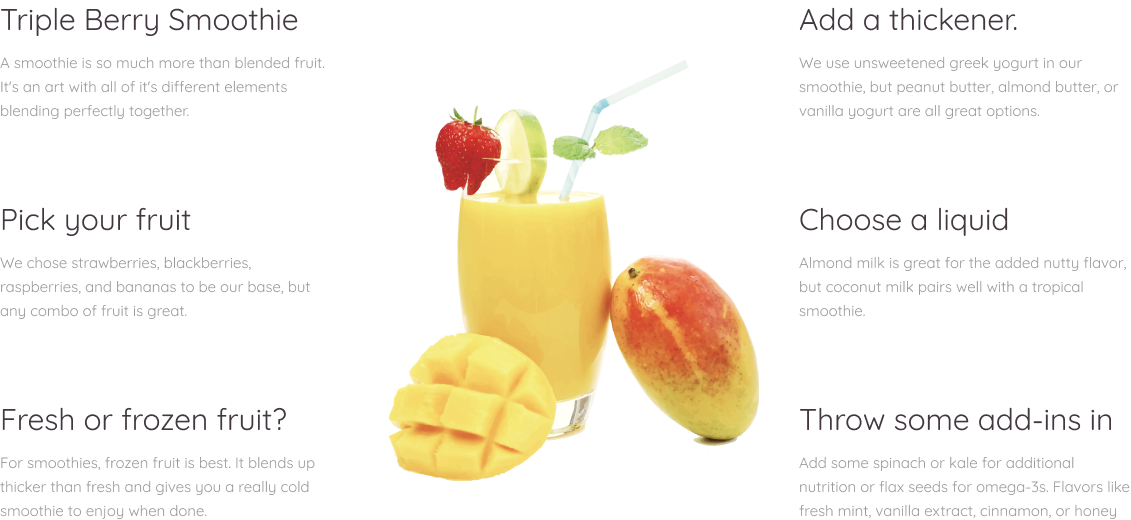 Triple Berry Smoothie
A smoothie is so much more than blended fruit.
It's an art with all of it's different elements
blending perfectly together.
Pick your fruit
We chose strawberries, blackberries,
raspberries, and bananas to be our base, but
any combo of fruit is great.
Fresh or frozen fruit?
For smoothies, frozen fruit is best. It blends up
thicker than fresh and gives you a really cold
smoothie to enjoy when done.
Add a thickener.
We use unsweetened greek yogurt in our
smoothie, but peanut butter, almond butter, or
vanilla yogurt are all great options.
Choose a liquid
Almond milk is great for the added nutty flavor,
but coconut milk pairs well with a tropical
smoothie.
Throw some add-ins in
Add some spinach or kale for additional
nutrition or flax seeds for omega-3s. Flavors like
fresh mint, vanilla extract, cinnamon, or honey